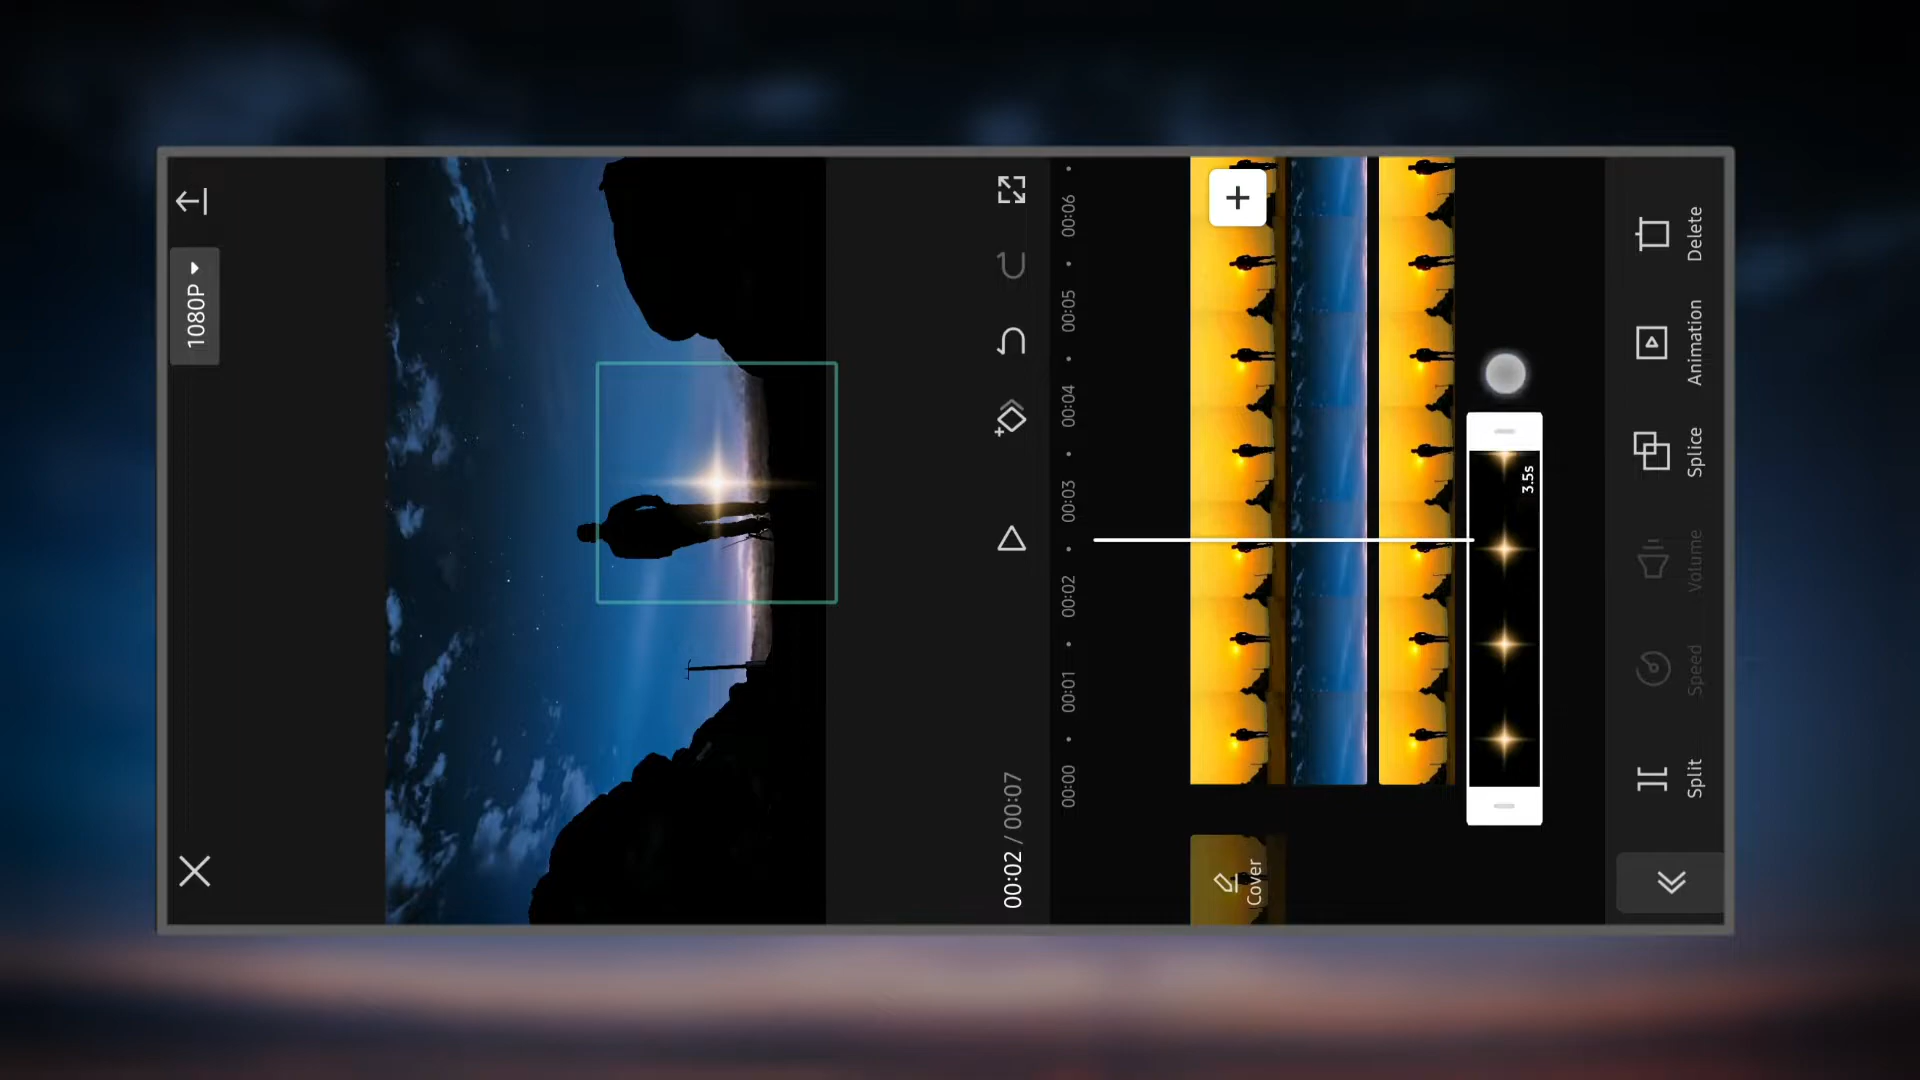 1080P
00:02 / 00:07
00:00
00:01
00:02
00:03
00:04
00:05
00:06
Cover
3.5s
Split
Speed
Volume
Splice
Animation
Delete